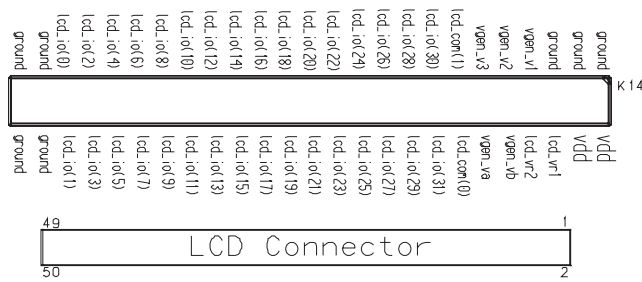 ground
ground
lcd_io(0)
lcd_io(2)
lcd_io(4)
lcd_io(6)
lcd_io(8)
lcd_io(10)
lcd_io(12)
lcd_io(14)
lcd_io(16)
lcd_io(18)
lcd_io(20)
lcd_io(22)
lcd_io(24)
lcd_io(26)
lcd_io(28)
lcd_io(30)
lcd_com(1)
vgen_v3
vgen_v2
vgen_v1
ground
ground
ground
K14
ground
ground
lcd_io(1)
lcd_io(3)
lcd_io(5)
lcd_io(7)
lcd_io(9)
lcd_io(11)
lcd_io(13)
lcd_io(15)
lcd_io(17)
lcd_io(19)
lcd_io(21)
lcd_io(23)
lcd_io(25)
lcd_io(27)
lcd_io(29)
lcd_io(31)
lcd_com(0)
vgen_va
vgen_vb
lcd_vr2
lcd_vr1
vdd
vdd
49
1
LCD Connector
50
2